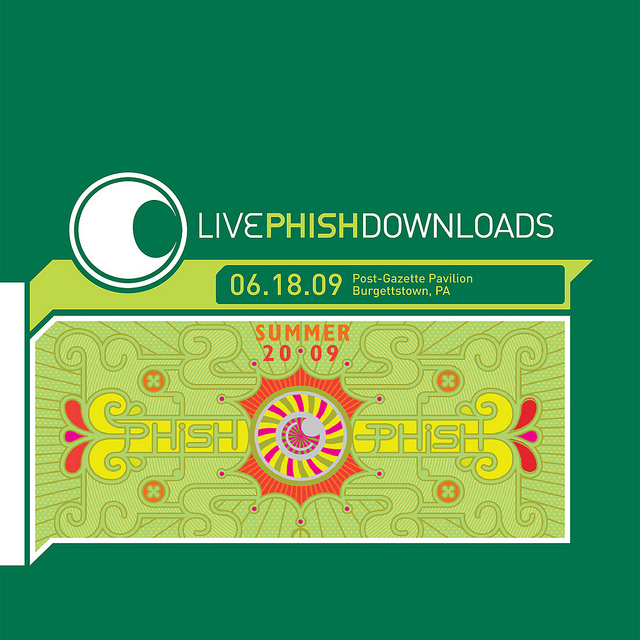 LIVEPHISHDOWNLOADS
06.18.09
Post-Gazette Pavilion
Burgettstown, PA
SUMMER
20•09
PHiSH PHiSH